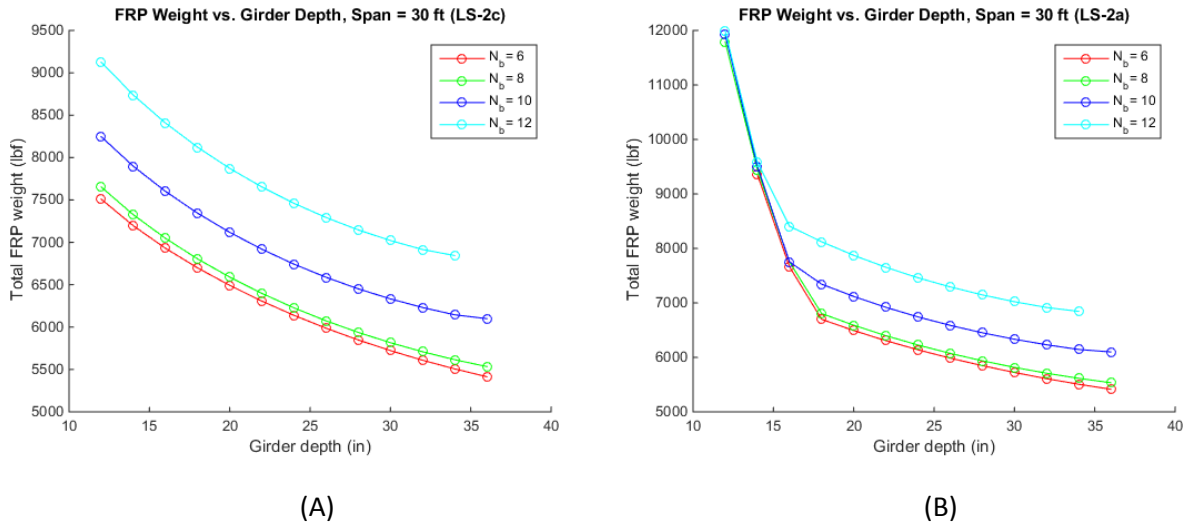 FRP Weight vs. Girder Depth, Span = 30 ft (LS-2c)
Total FRP weight (lbf)
9500
9000
8500
8000
7500
7000
6500
6000
5500
5000
10
15
20
25
30
35
40
Girder depth (in)
N_b = 6
N_b = 8
N_b = 10
N_b = 12
(A)
FRP Weight vs. Girder Depth, Span = 30 ft (LS-2a)
Total FRP weight (lbf)
12000
11000
10000
9000
8000
7000
6000
5000
10
15
20
25
30
35
40
Girder depth (in)
N_b = 6
N_b = 8
N_b = 10
N_b = 12
(B)